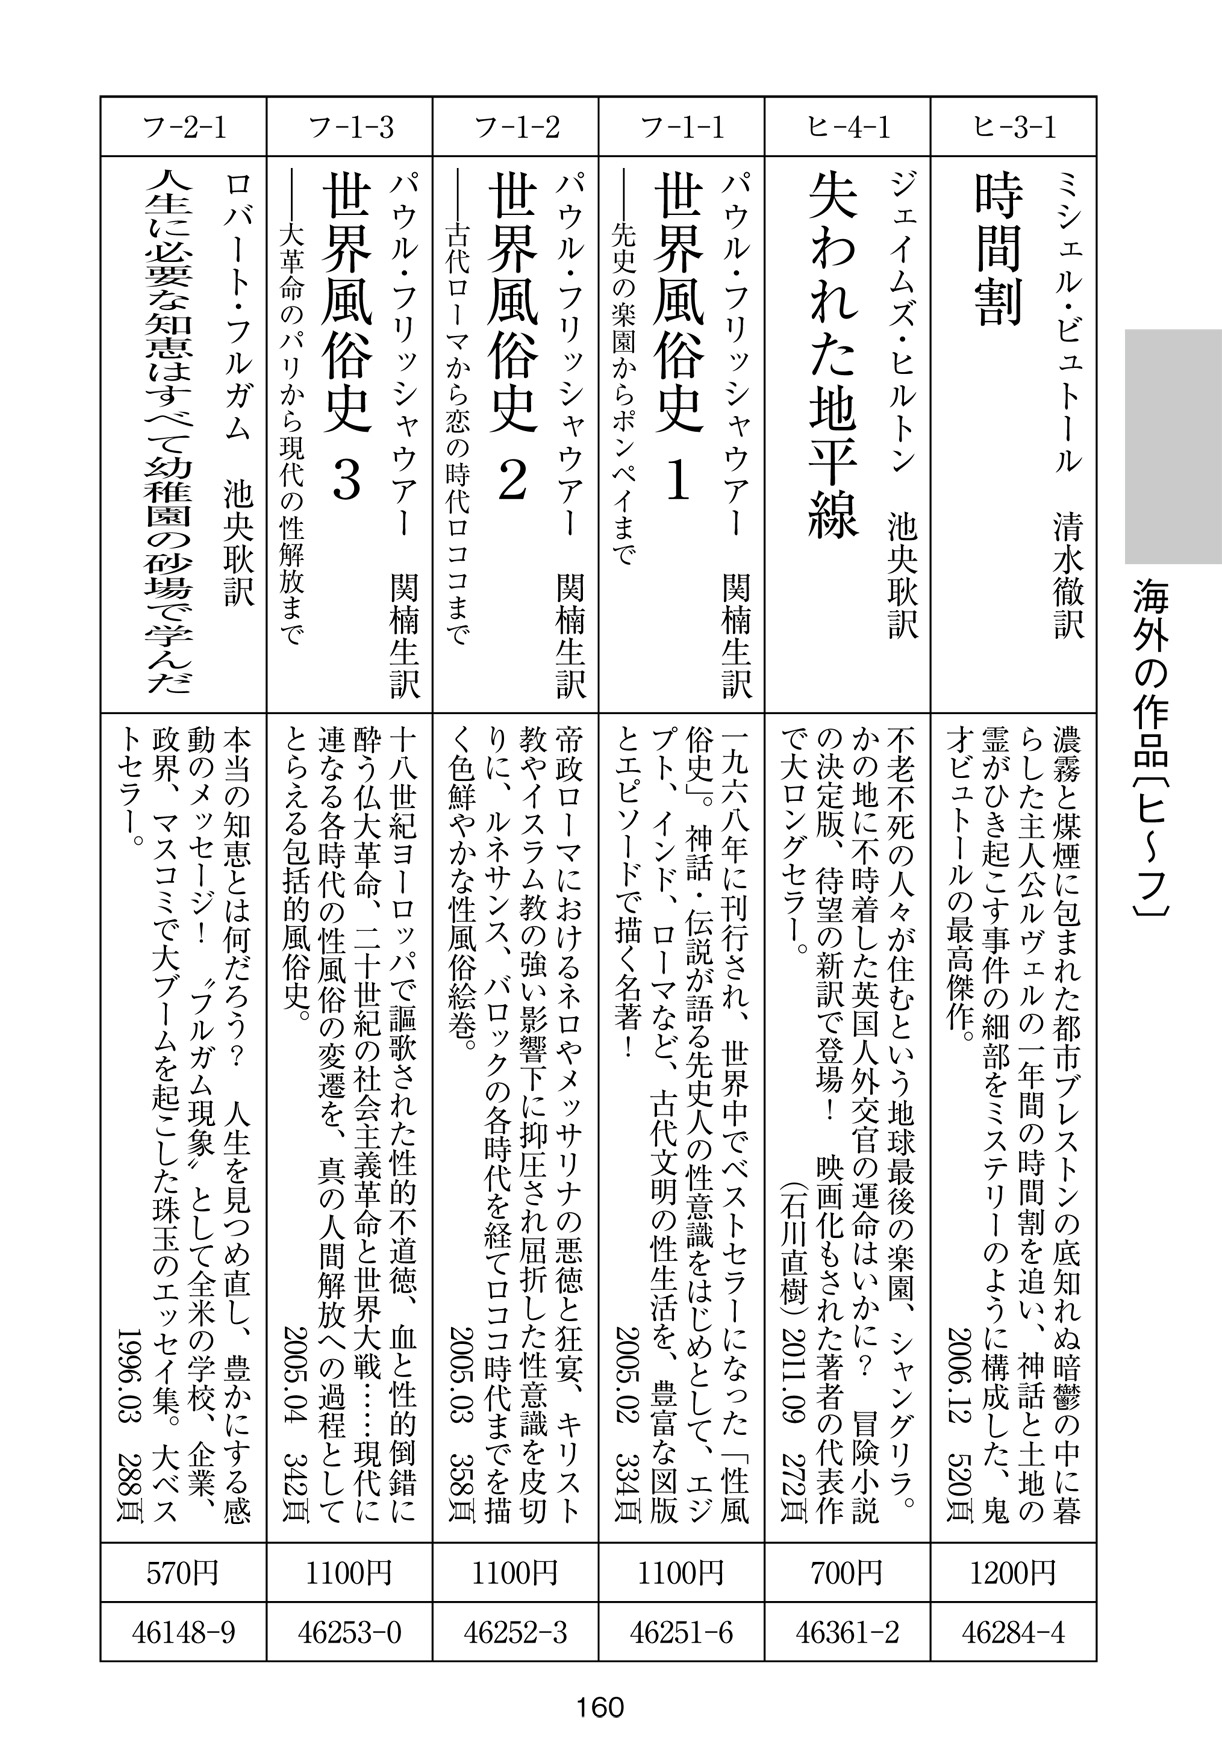 海外の作品〔ヒ〜フ〕
ヒ-3-1
ミシェル・ビュトール　清水徹訳
時間割
濃霧と煤煙に包まれた都市ブレストンの底知れぬ暗鬱の中に暮
らした主人公ルヴェルの一年間の時間割を追い、神話と土地の
霊がひき起こす事件の細部をミステリーのように構成した、鬼
才ビュトールの最高傑作。
2006.12　520頁
1200円
46284-4
ヒ-4-1
ジェイムズ・ヒルトン　池央耿訳
失われた地平線
不老不死の人々が住むという地球最後の楽園、シャングリラ。
かの地に不時着した英国人外交官の運命はいかに？　冒険小説
の決定版、待望の新訳で登場！　映画化もされた著者の代表作
で大ロングセラー。
（石川直樹）2011.09　272頁
700円
46361-2
フ-1-1
パウル・フリッシャウアー　関楠生訳
世界風俗史　1
――先史の楽園からポンペイまで
一九六八年に刊行され、世界中でベストセラーになった「性風
俗史」。神話・伝説が語る先史人の性意識をはじめとして、エジ
プト、インド、ローマなど、古代文明の性生活を、豊富な図版
とエピソードで描く名著！
2005.02　334頁
1100円
46251-6
フ-1-2
パウル・フリッシャウアー　関楠生訳
世界風俗史　2
――古代ローマから恋の時代ロココまで
帝政ローマにおけるネロやメッサリナの悪徳と狂宴、キリスト
教やイスラム教の強い影響下に抑圧され屈折した性意識を皮切
りに、ルネサンス、バロックの各時代を経てロココ時代までを描
く色鮮やかな性風俗絵巻。
2005.03　358頁
1100円
46252-3
フ-1-3
パウル・フリッシャウアー　関楠生訳
世界風俗史　3
――大革命のパリから現代の性解放まで
十八世紀ヨーロッパで謳歌された性的不道徳、血と性的倒錯に
酔う仏大革命、二十世紀の社会主義革命と世界大戦……現代に
連なる各時代の性風俗の変遷を、真の人間解放への過程として
とらえる包括的風俗史。
2005.04　342頁
1100円
46253-0
フ-2-1
ロバート・フルガム　池央耿訳
人生に必要な知恵はすべて幼稚園の砂場で学んだ
本当の知恵とは何だろう？　人生を見つめ直し、豊かにする感
動のメッセージ！　〝フルガム現象〟として全米の学校、企業、
政界、マスコミで大ブームを起こした珠玉のエッセイ集。大ベス
トセラー。
1996.03　288頁
570円
46148-9
160